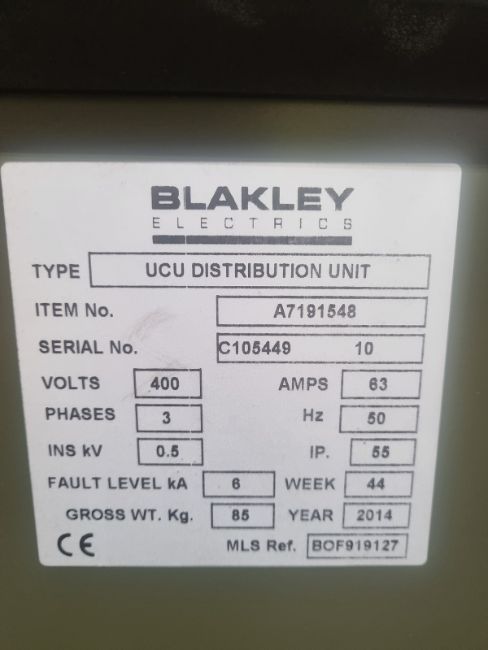 BLAKLEY
ELECTRICS
TYPE UCU DISTRIBUTION UNIT
ITEM No. A7191548
SERIAL No. C105449 10
VOLTS 400 AMPS 63
PHASES 3 Hz 50
INS kV 0.5 IP. 55
FAULT LEVEL kA 6 WEEK 44
GROSS WT. Kg. 85 YEAR 2014
CE MLS Ref. BOF919127